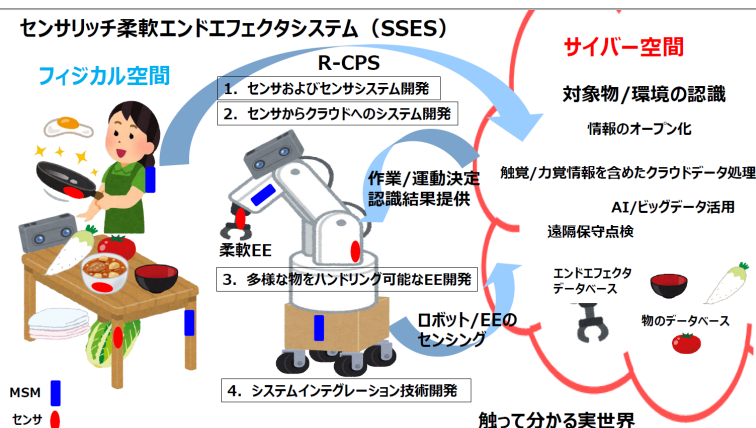 センサリッチ柔軟エンドエフェクタシステム（SSES）
フィジカル空間
R-CPS
1．センサおよびセンサシステム開発
2．センサからクラウドへのシステム開発
サイバー空間
対象物/環境の認識
情報のオープン化
触覚/力覚情報を含めたクラウドデータ処理
AI/ビッグデータ活用
遠隔保守点検
作業/運動決定
認識結果提供
柔軟EE
3．多様な物をハンドリング可能なEE開発
エンドエフェクタ
データベース
物のデータベース
ロボット/EEの
センシング
4．システムインテグレーション技術開発
MSM
センサ
触って分かる実世界